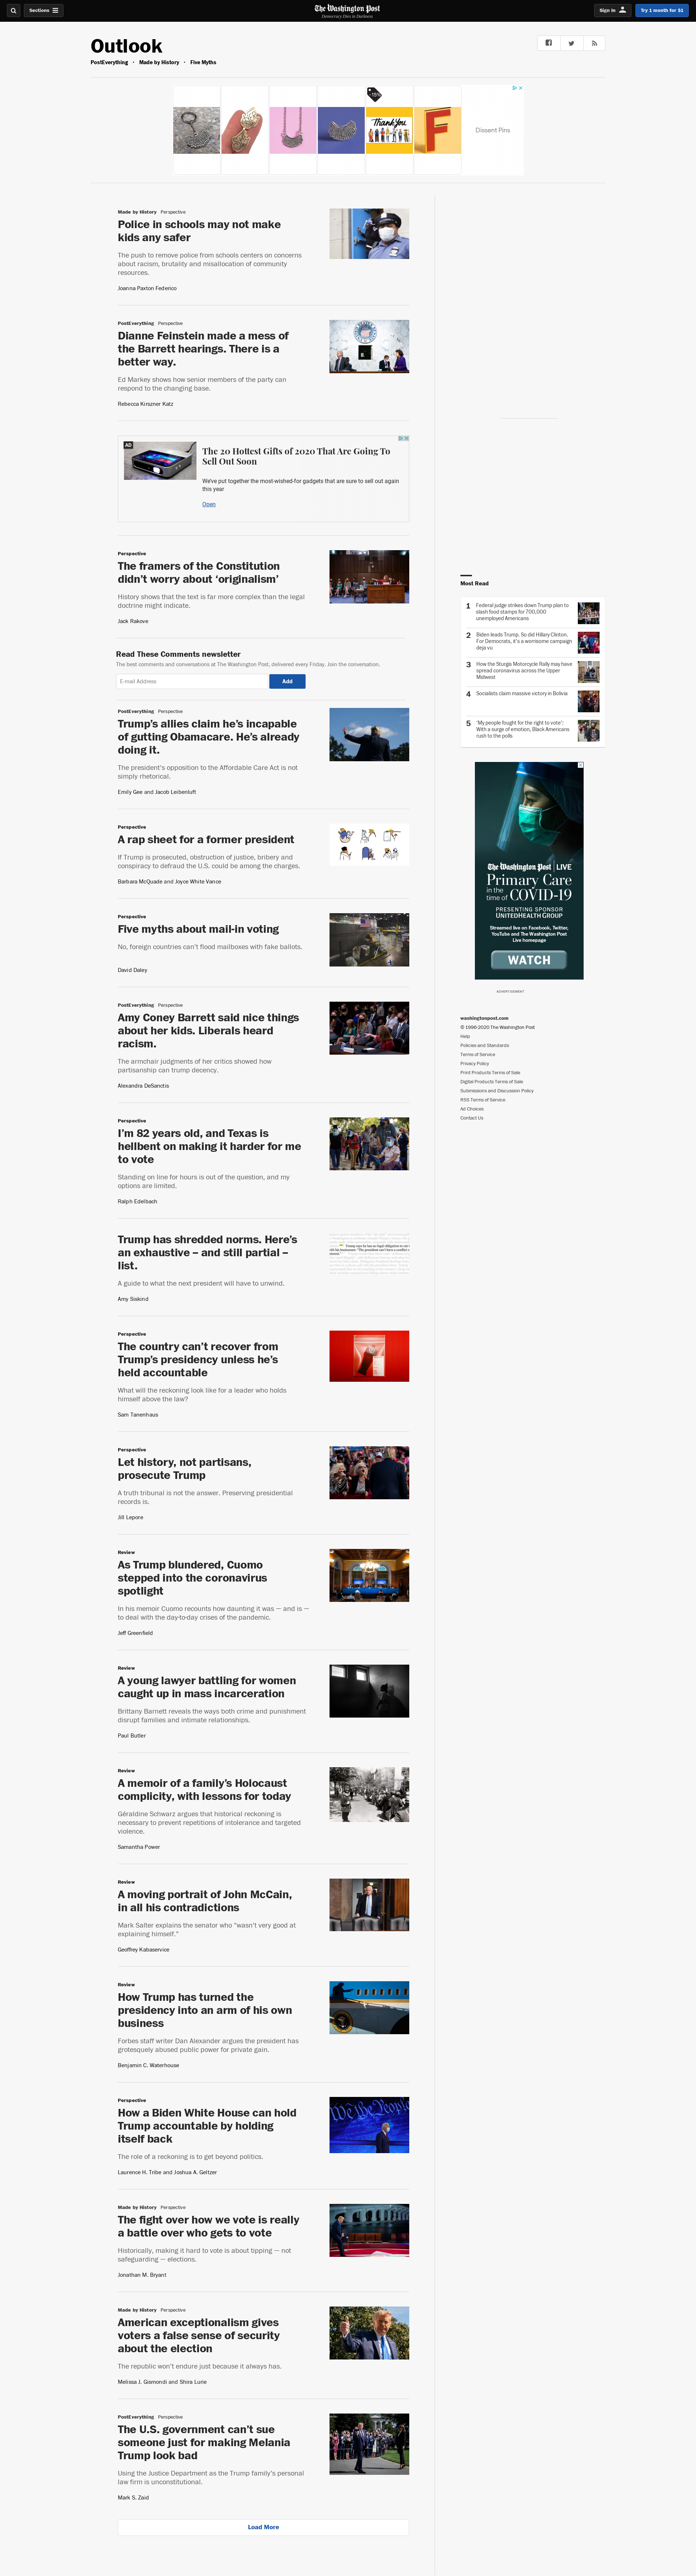 Sections
The Washington Post
Democracy Dies in Darkness
Sign In
Try 1 month for $1
Outlook
PostEverything • Made by History • Five Myths
Thank You
F
Dissent Pins
Made by History Perspective
Police in schools may not make
kids any safer
The push to remove police from schools centers on concerns
about racism, brutality and misallocation of community
resources.
Joanna Paxton Federico
PostEverything Perspective
Dianne Feinstein made a mess of
the Barrett hearings. There is a
better way.
Ed Markey shows how senior members of the party can
respond to the changing base.
Rebecca Kirszner Katz
AD
The 20 Hottest Gifts of 2020 That Are Going To
Sell Out Soon
We've put together the most-wished-for gadgets that are sure to sell out again
this year
Open
Perspective
The framers of the Constitution
didn't worry about 'originalism'
History shows that the text is far more complex than the legal
doctrine might indicate.
Jack Rakove
Read These Comments newsletter
The best comments and conversations at The Washington Post, delivered every Friday. Join the conversation.
E-mail Address
Add
PostEverything Perspective
Trump's allies claim he's incapable
of gutting Obamacare. He's already
doing it.
The president's opposition to the Affordable Care Act is not
simply rhetorical.
Emily Gee and Jacob Leibenluft
Perspective
A rap sheet for a former president
If Trump is prosecuted, obstruction of justice, bribery and
conspiracy to defraud the U.S. could be among the charges.
Barbara McQuade and Joyce White Vance
Perspective
Five myths about mail-in voting
No, foreign countries can't flood mailboxes with fake ballots.
David Daley
PostEverything Perspective
Amy Coney Barrett said nice things
about her kids. Liberals heard
racism.
The armchair judgments of her critics showed how
partisanship can trump decency.
Alexandra DeSanctis
Perspective
I'm 82 years old, and Texas is
hellbent on making it harder for me
to vote
Standing on line for hours is out of the question, and my
options are limited.
Ralph Edelbach
Trump has shredded norms. Here's
an exhaustive – and still partial –
list.
A guide to what the next president will have to unwind.
Amy Siskind
Perspective
The country can't recover from
Trump's presidency unless he's
held accountable
What will the reckoning look like for a leader who holds
himself above the law?
Sam Tanenhaus
Perspective
Let history, not partisans,
prosecute Trump
A truth tribunal is not the answer. Preserving presidential
records is.
Jill Lepore
Review
As Trump blundered, Cuomo
stepped into the coronavirus
spotlight
In his memoir Cuomo recounts how daunting it was — and is —
to deal with the day-to-day crises of the pandemic.
Jeff Greenfield
Review
A young lawyer battling for women
caught up in mass incarceration
Brittany Barnett reveals the ways both crime and punishment
disrupt families and intimate relationships.
Paul Butler
Review
A memoir of a family's Holocaust
complicity, with lessons for today
Géraldine Schwarz argues that historical reckoning is
necessary to prevent repetitions of intolerance and targeted
violence.
Samantha Power
Review
A moving portrait of John McCain,
in all his contradictions
Mark Salter explains the senator who "wasn't very good at
explaining himself."
Geoffrey Kabaservice
Review
How Trump has turned the
presidency into an arm of his own
business
Forbes staff writer Dan Alexander argues the president has
grotesquely abused public power for private gain.
Benjamin C. Waterhouse
Perspective
How a Biden White House can hold
Trump accountable by holding
itself back
The role of a reckoning is to get beyond politics.
Laurence H. Tribe and Joshua A. Geltzer
We the People
Made by History Perspective
The fight over how we vote is really
a battle over who gets to vote
Historically, making it hard to vote is about tipping — not
safeguarding — elections.
Jonathan M. Bryant
Made by History Perspective
American exceptionalism gives
voters a false sense of security
about the election
The republic won't endure just because it always has.
Melissa J. Gismondi and Shira Lurie
PostEverything Perspective
The U.S. government can't sue
someone just for making Melania
Trump look bad
Using the Justice Department as the Trump family's personal
law firm is unconstitutional.
Mark S. Zaid
Load More
Most Read
1 Federal judge strikes down Trump plan to
slash food stamps for 700,000
unemployed Americans
2 Biden leads Trump. So did Hillary Clinton.
For Democrats, it's a worrisome campaign
deja vu
3 How the Sturgis Motorcycle Rally may have
spread coronavirus across the Upper
Midwest
4 Socialists claim massive victory in Bolivia
5 'My people fought for the right to vote':
With a surge of emotion, Black Americans
rush to the polls
The Washington Post LIVE
Primary Care
in the time of COVID-19
PRESENTING SPONSOR
UNITEDHEALTH GROUP
Streamed live on Facebook, Twitter,
YouTube and The Washington Post
Live homepage
WATCH
ADVERTISEMENT
washingtonpost.com
© 1996-2020 The Washington Post
Help
Policies and Standards
Terms of Service
Privacy Policy
Print Products Terms of Sale
Digital Products Terms of Sale
Submissions and Discussion Policy
RSS Terms of Service
Ad Choices
Contact Us